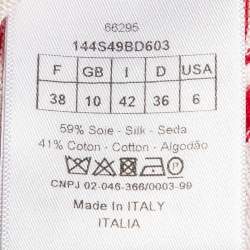 66295
144S49BD603
F GB I D USA
38 10 42 36 6
59% Soie - Silk - Seda
41% Coton - Cotton - Algodão
CNPJ 02-046-366/0003-99
Made In ITALY
ITALIA